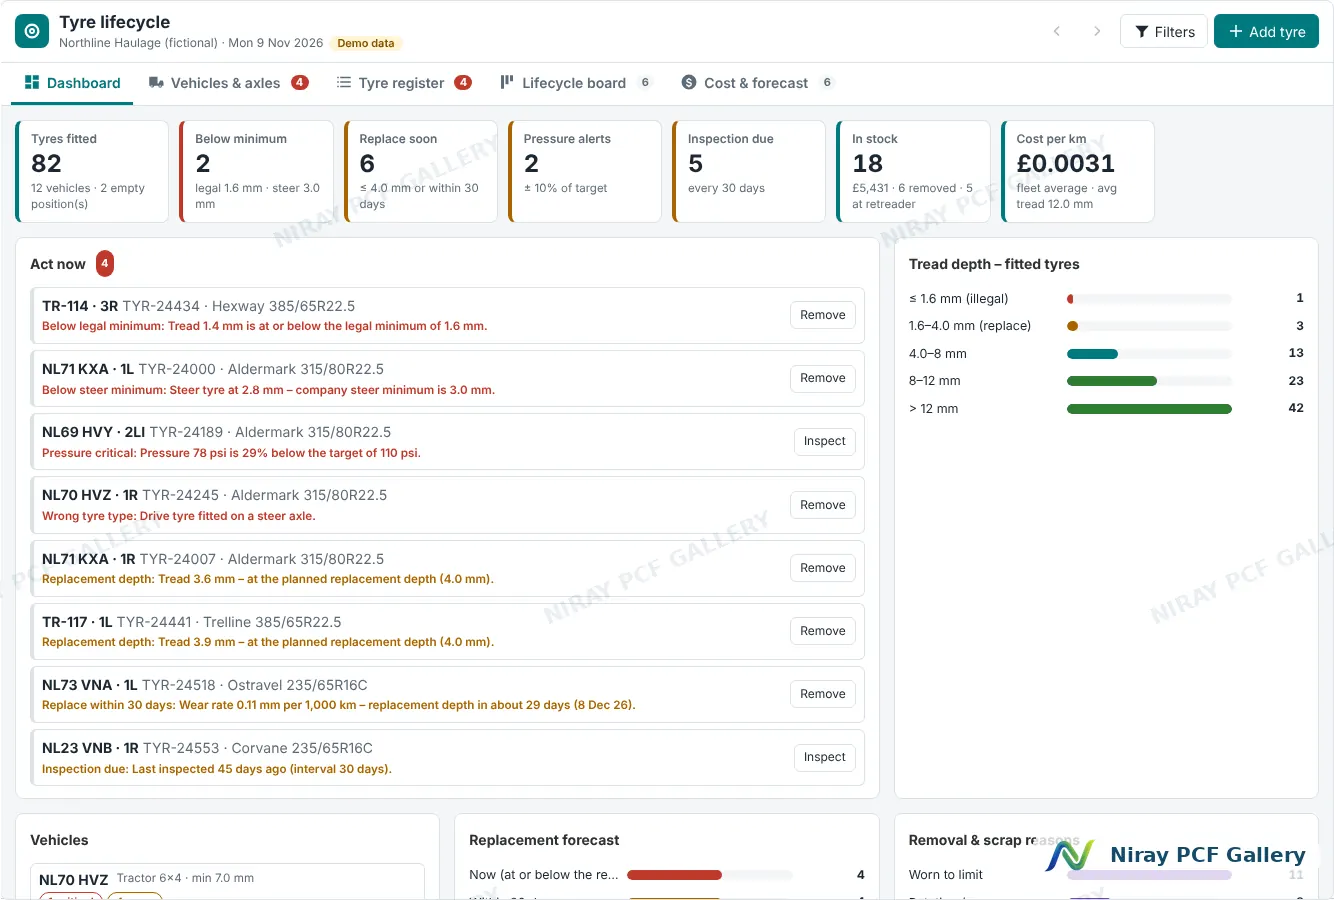 Tyre lifecycle
Northline Haulage (fictional) · Mon 9 Nov 2026 Demo data
Filters
Add tyre
Dashboard
Vehicles & axles 4
Tyre register 4
Lifecycle board 6
Cost & forecast 6
Tyres fitted
82
12 vehicles · 2 empty
position(s)
Below minimum
2
legal 1.6 mm · steer 3.0
mm
Replace soon
6
≤ 4.0 mm or within 30
days
Pressure alerts
2
± 10% of target
Inspection due
5
every 30 days
In stock
18
£5,431 · 6 removed · 5
at retreader
Cost per km
£0.0031
fleet average · avg
tread 12.0 mm
Act now 4
TR-114 · 3R TYR-24434 · Hexway 385/65R22.5
Below legal minimum: Tread 1.4 mm is at or below the legal minimum of 1.6 mm.
Remove
NL71 KXA · 1L TYR-24000 · Aldermark 315/80R22.5
Below steer minimum: Steer tyre at 2.8 mm – company steer minimum is 3.0 mm.
Remove
NL69 HVY · 2LI TYR-24189 · Aldermark 315/80R22.5
Pressure critical: Pressure 78 psi is 29% below the target of 110 psi.
Inspect
NL70 HVZ · 1R TYR-24245 · Aldermark 315/80R22.5
Wrong tyre type: Drive tyre fitted on a steer axle.
Remove
NL71 KXA · 1R TYR-24007 · Aldermark 315/80R22.5
Replacement depth: Tread 3.6 mm – at the planned replacement depth (4.0 mm).
Remove
TR-117 · 1L TYR-24441 · Trelline 385/65R22.5
Replacement depth: Tread 3.9 mm – at the planned replacement depth (4.0 mm).
Remove
NL73 VNA · 1L TYR-24518 · Ostravel 235/65R16C
Replace within 30 days: Wear rate 0.11 mm per 1,000 km – replacement depth in about 29 days (8 Dec 26).
Remove
NL23 VNB · 1R TYR-24553 · Corvane 235/65R16C
Inspection due: Last inspected 45 days ago (interval 30 days).
Inspect
Tread depth – fitted tyres
≤ 1.6 mm (illegal) 1
1.6–4.0 mm (replace) 3
4.0–8 mm 13
8–12 mm 23
> 12 mm 42
Vehicles
NL70 HVZ Tractor 6×4 · min 7.0 mm
Replacement forecast
Now (at or below the re... 4
Removal & scrap reasons
Worn to limit 11
Niray PCF Gallery
NIRAY PCF GALLERY
NIRAY PCF GALLERY
NIRAY PCF GALLERY